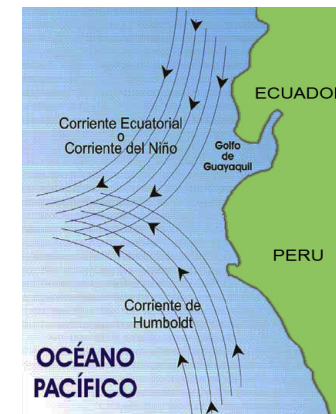 ECUADOR
Corriente Ecuatorial
o
Corriente del Niño
Golfo
de
Guayaquil
PERU
Corriente de
Humboldt
OCÉANO
PACÍFICO